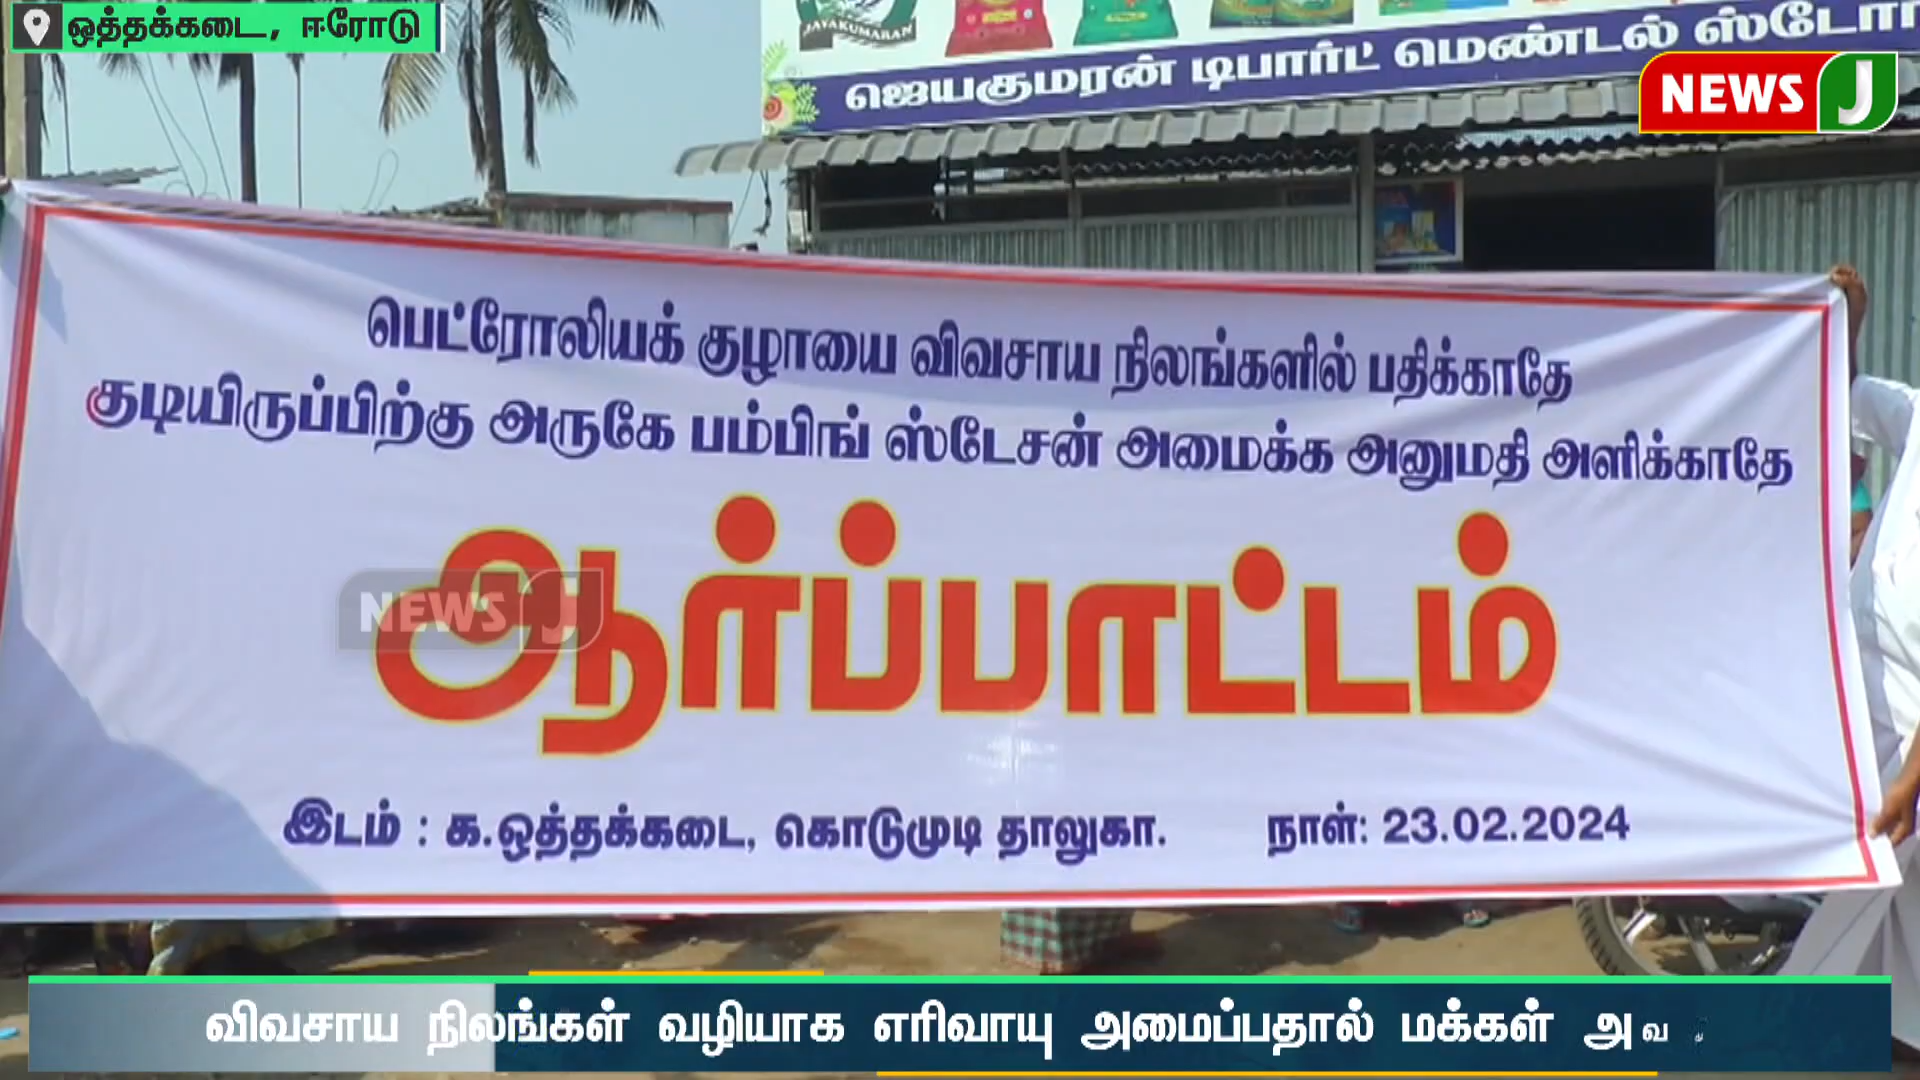 ஒத்தக்கடை, ஈரோடு
JAYAKUMARAN
ஜெயகுமரன் டிபார்ட் மெண்டல் ஸ்டோர்
NEWS J
பெட்ரோலியக் குழாயை விவசாய நிலங்களில் பதிக்காதே
குடியிருப்பிற்கு அருகே பம்பிங் ஸ்டேசன் அமைக்க அனுமதி அளிக்காதே
ஆர்ப்பாட்டம்
NEWS J
இடம் : க.ஒத்தக்கடை, கொடுமுடி தாலுகா. நாள்: 23.02.2024
விவசாய நிலங்கள் வழியாக எரிவாயு அமைப்பதால் மக்கள்